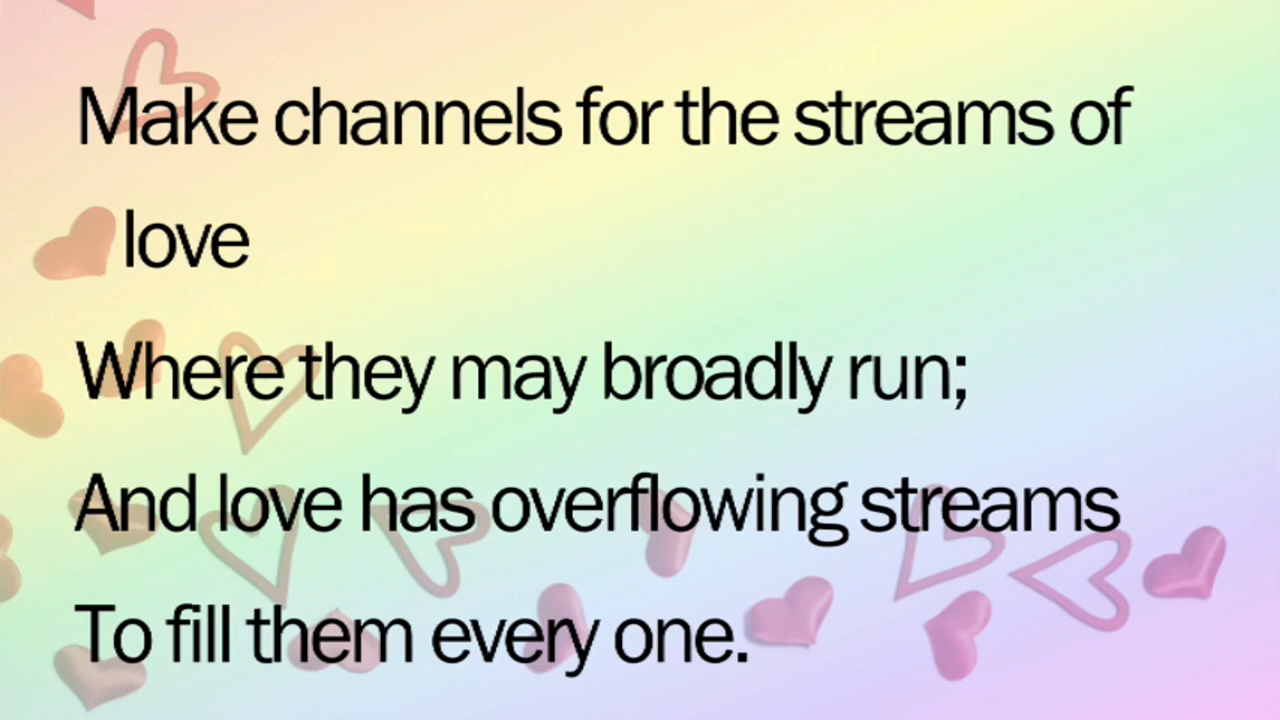 Make channels for the streams of
love
Where they may broadly run;
And love has overflowing streams
To fill them every one.